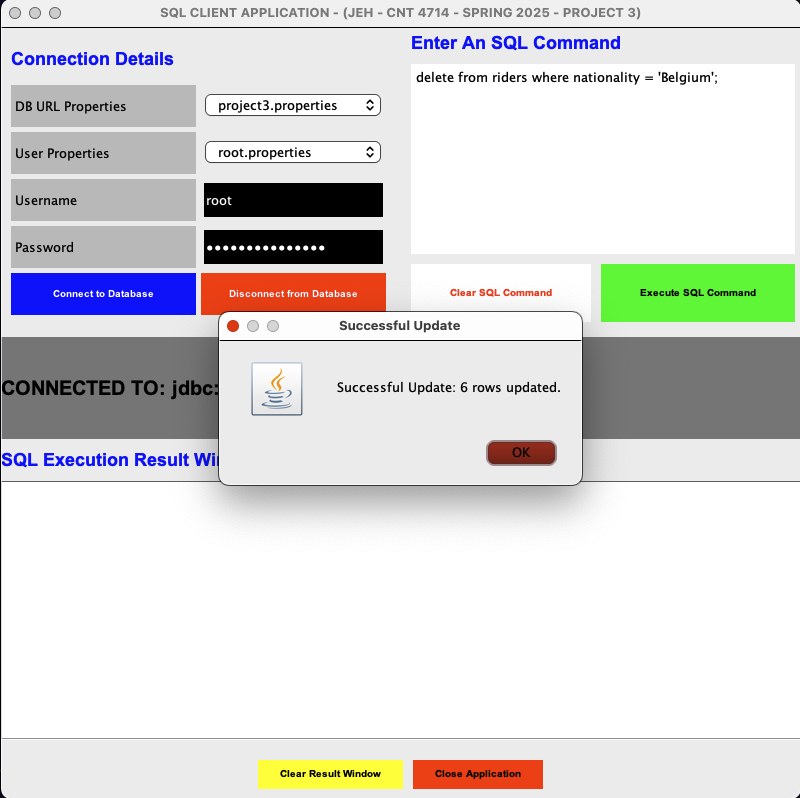 SQL CLIENT APPLICATION - (JEH - CNT 4714 - SPRING 2025 - PROJECT 3)
Connection Details
DB URL Properties
project3.properties
User Properties
root.properties
Username
root
Password
●●●●●●●●●●●●●●●
Connect to Database
Disconnect from Database
Enter An SQL Command
delete from riders where nationality = 'Belgium';
Clear SQL Command
Execute SQL Command
CONNECTED TO: jdbc:
Successful Update
Successful Update: 6 rows updated.
OK
SQL Execution Result
Clear Result Window
Close Application